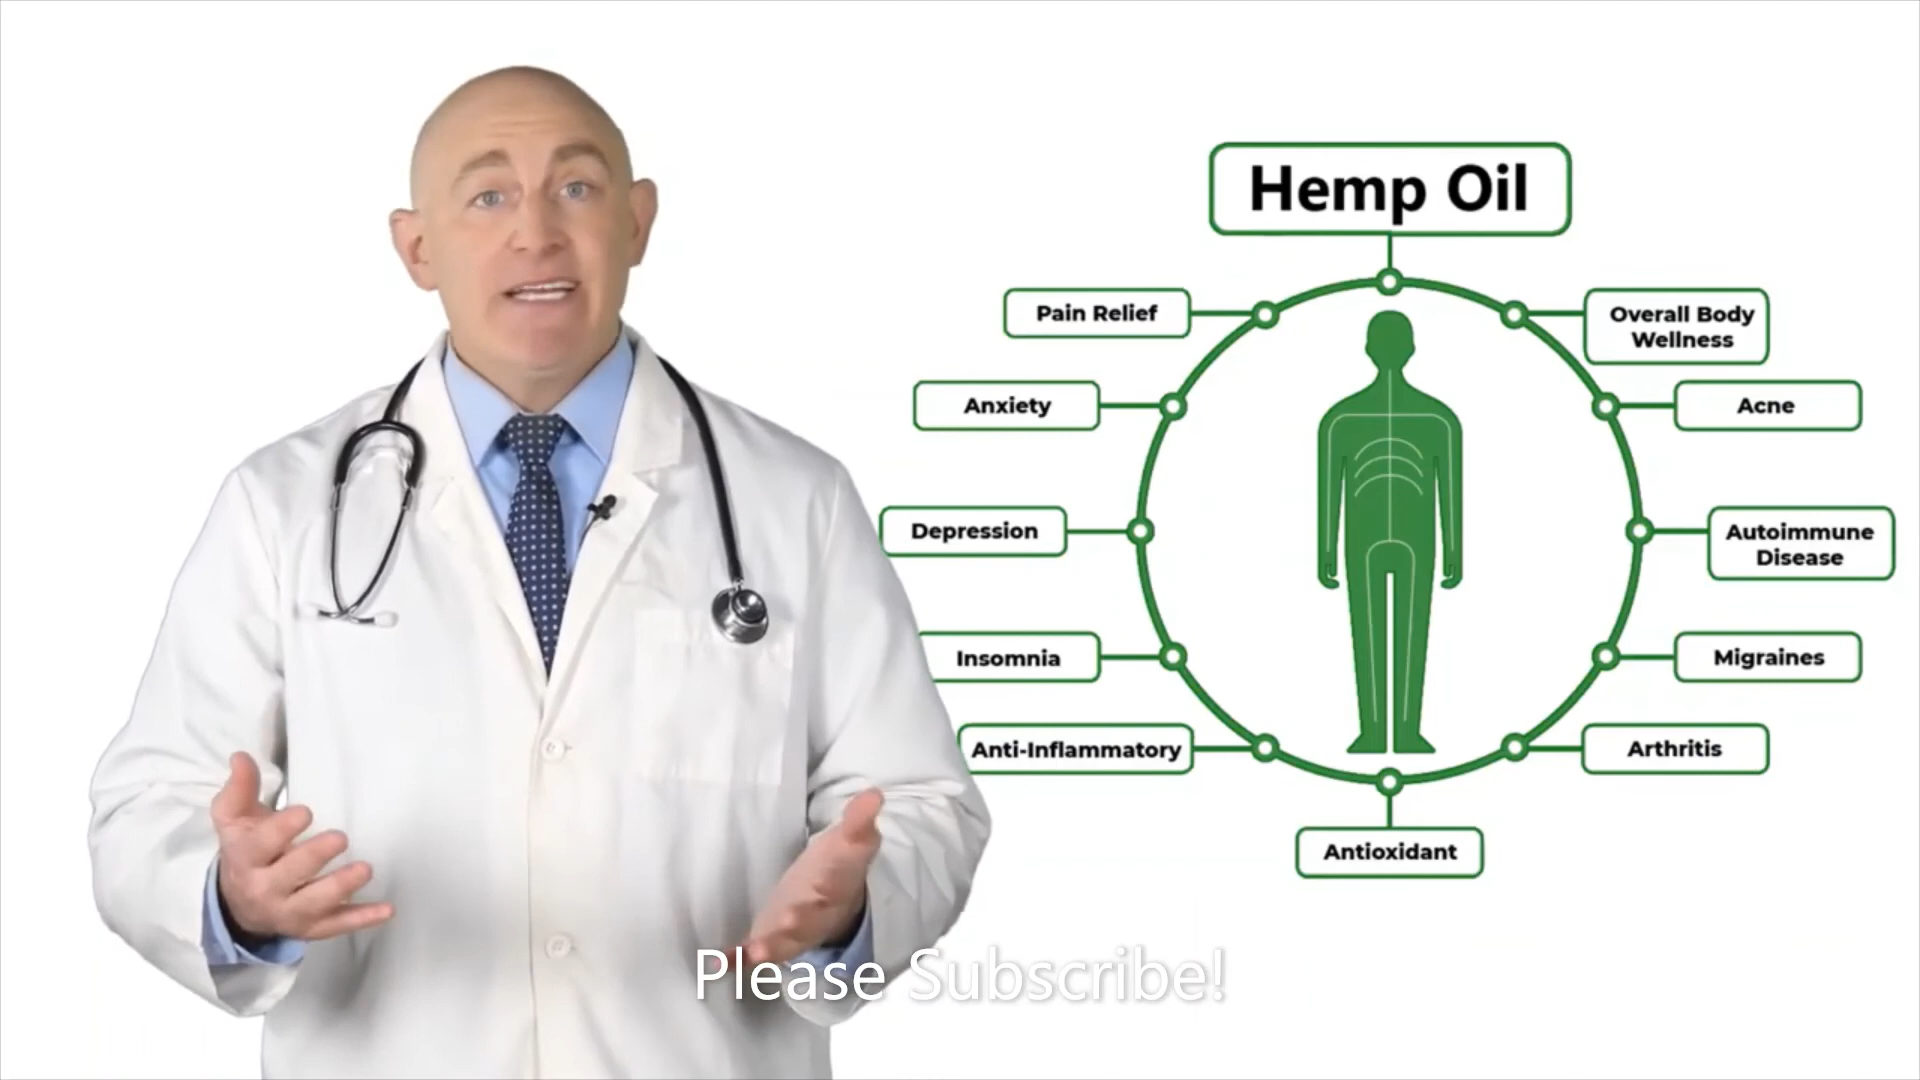 Hemp Oil
Pain Relief
Overall Body
Wellness
Anxiety
Acne
Depression
Autoimmune
Disease
Insomnia
Migraines
Anti-Inflammatory
Arthritis
Antioxidant
Please Subscribe!